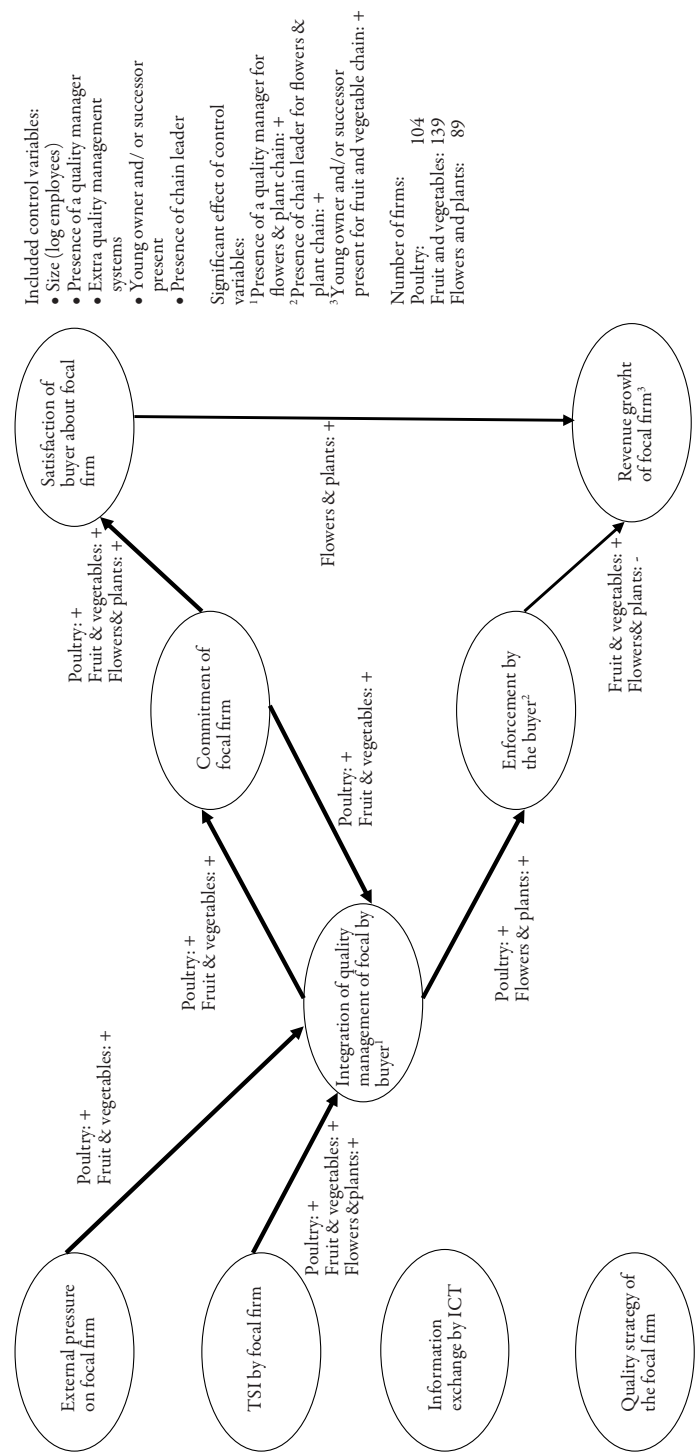 External pressure
on focal firm
TSI by focal firm
Information
exchange by ICT
Quality strategy of
the focal firm
Poultry: +
Fruit & vegetables: +
Poultry: +
Fruit & vegetables: +
Flowers &plants: +
Integration of quality
management of focal by
buyer1
Poultry: +
Fruit & vegetables: +
Poultry: +
Flowers & plants: +
Commitment of
focal firm
Poultry: +
Fruit & vegetables: +
Enforcement by
the buyer2
Poultry: +
Fruit & vegetables: +
Flowers& plants: +
Flowers & plants: +
Fruit & vegetables: +
Flowers& plants: -
Satisfaction of
buyer about focal
firm
Revenue growht
of focal firm3
Included control variables:
• Size (log employees)
• Presence of a quality manager
• Extra quality management
systems
• Young owner and/ or successor
present
• Presence of chain leader
Significant effect of control
variables:
1 Presence of a quality manager for
flowers & plant chain: +
2 Presence of chain leader for flowers &
plant chain: +
3 Young owner and/or successor
present for fruit and vegetable chain: +
Number of firms:
Poultry: 104
Fruit and vegetables: 139
Flowers and plants: 89